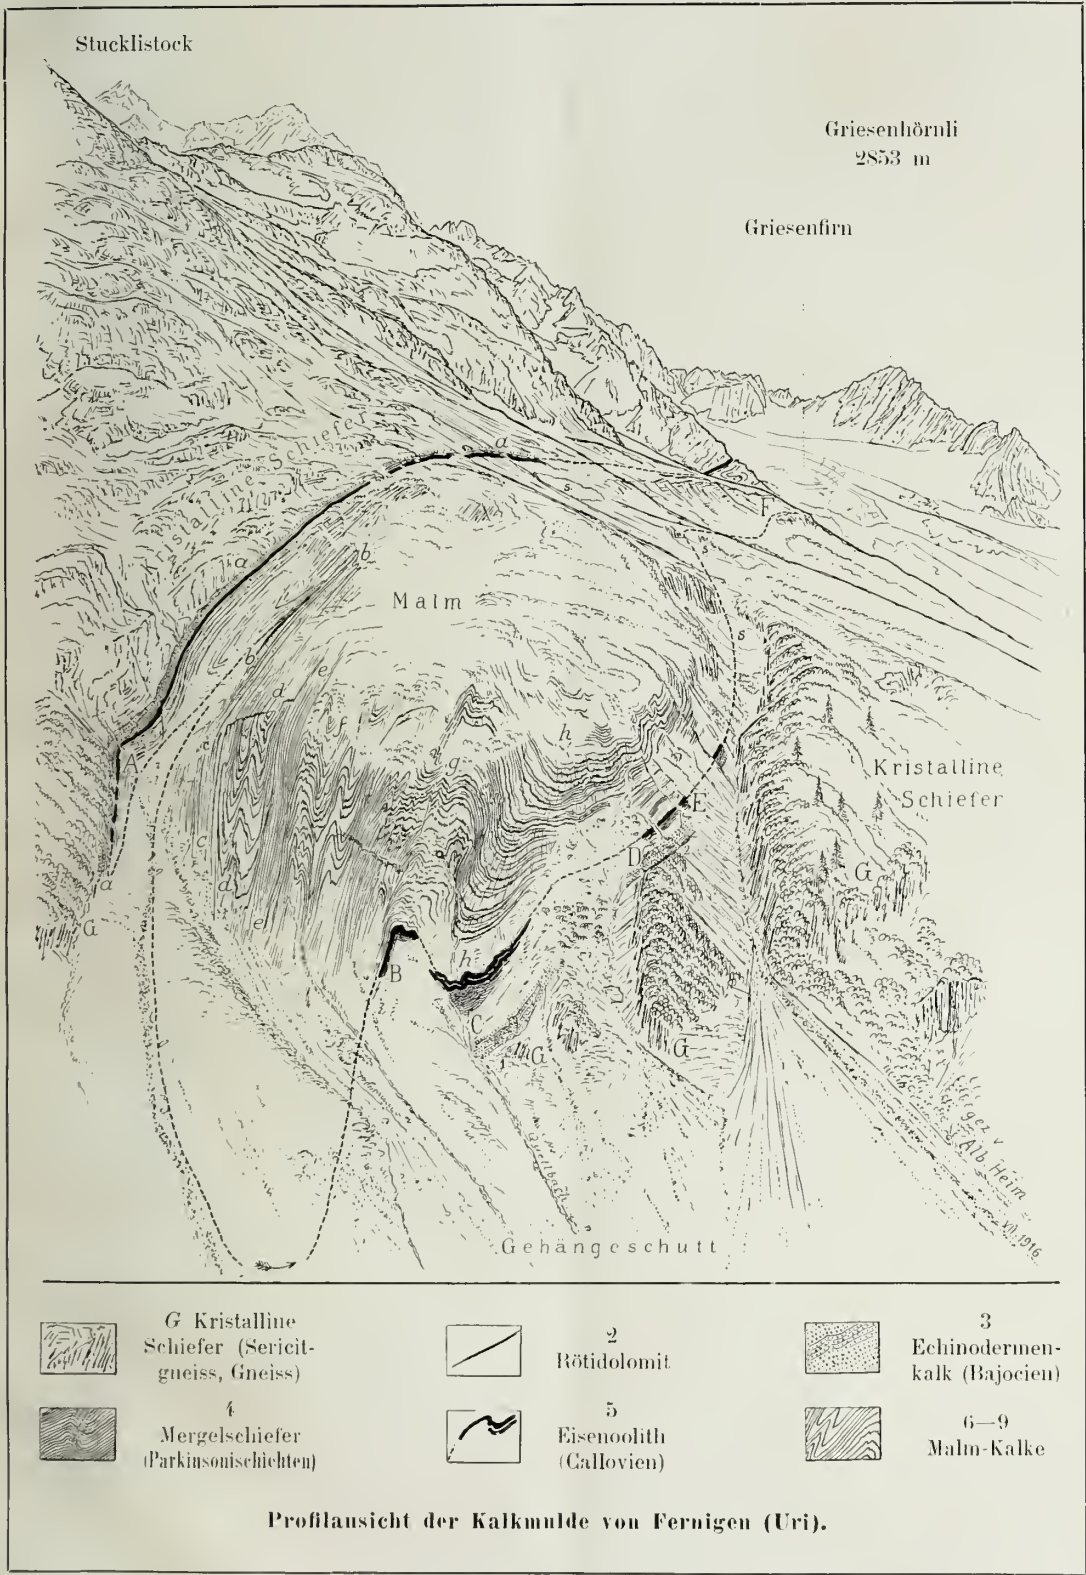 Stucklistock
Griesenhörnli
2853 m
Griesenfirn
Kristalline Schiefer
a
a
s
F
s
b
Malm
b
e
d
s
f
h
A
g
Kristalline
Schiefer
E
c
D
a
d
G
G
e
B
h
C
G
G
Quellbach
gez. v.
Alb. Heim
VII. 1916
Gehängeschutt
G Kristalline
Schiefer (Sericit-
gneiss, Gneiss)
2
Rötidolomit
3
Echinodermen-
kalk (Bajocien)
4
Mergelschiefer
(Parkinsonischichten)
5
Eisenoolith
(Callovien)
6—9
Malm-Kalke
Profilansicht der Kalkmulde von Fernigen (Uri).